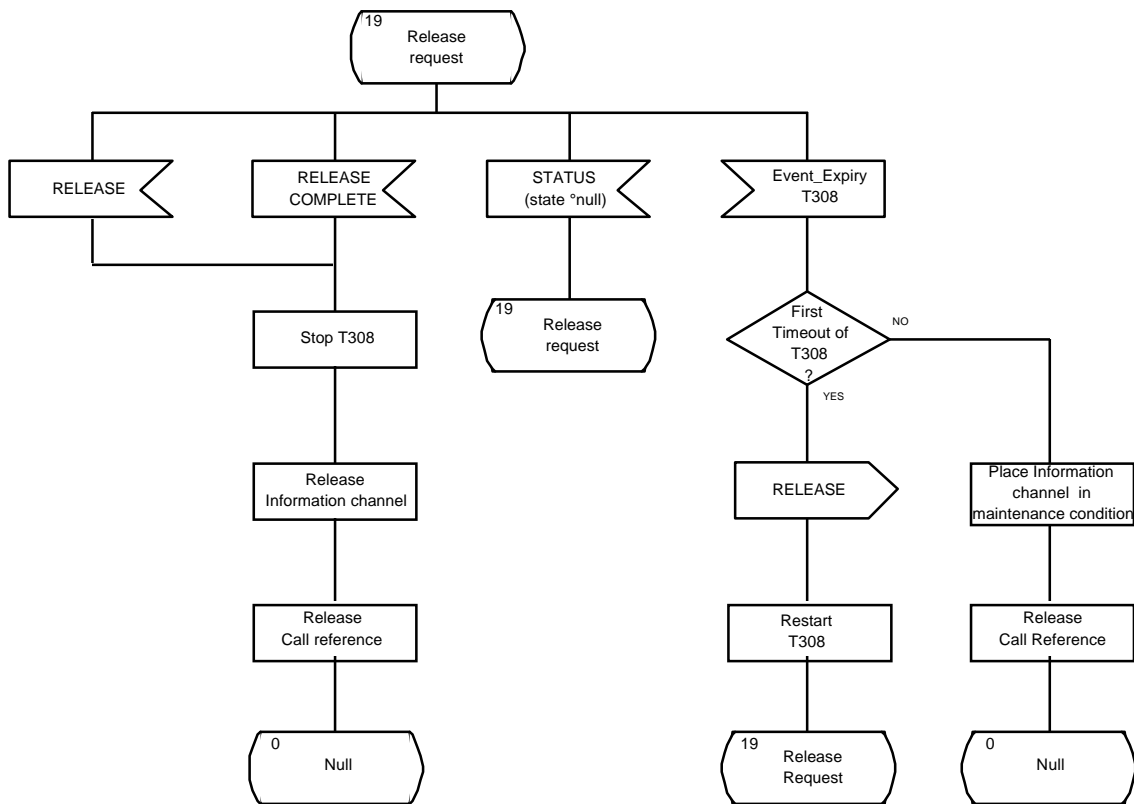 19
Release
request
RELEASE
RELEASE
COMPLETE
STATUS
(state °null)
Event_Expiry
T308
Stop T308
19
Release
request
First
Timeout of
T308
?
NO
YES
Release
Information channel
RELEASE
Place Information
channel in
maintenance condition
Release
Call reference
Restart
T308
Release
Call Reference
0
Null
19
Release
Request
0
Null